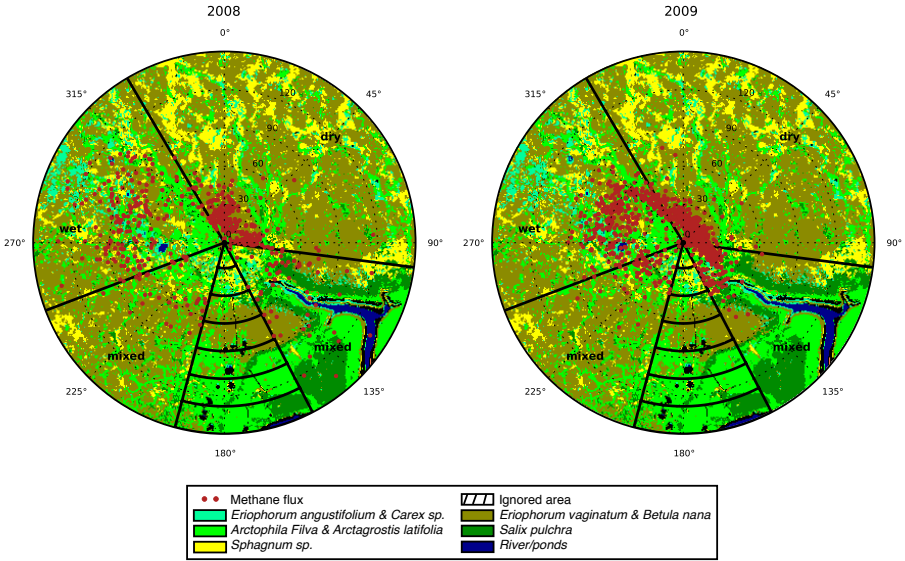 2008
2009
0°
0°
315°
45°
315°
45°
120
120
dry
dry
90
90
60
60
30
30
wet
wet
0
0
270°
90°
270°
90°
mixed
mixed
mixed
mixed
225°
135°
225°
135°
180°
180°
Methane flux
Ignored area
Eriophorum angustifolium & Carex sp.
Eriophorum vaginatum & Betula nana
Arctophila Filva & Arctagrostis latifolia
Salix pulchra
Sphagnum sp.
River/ponds